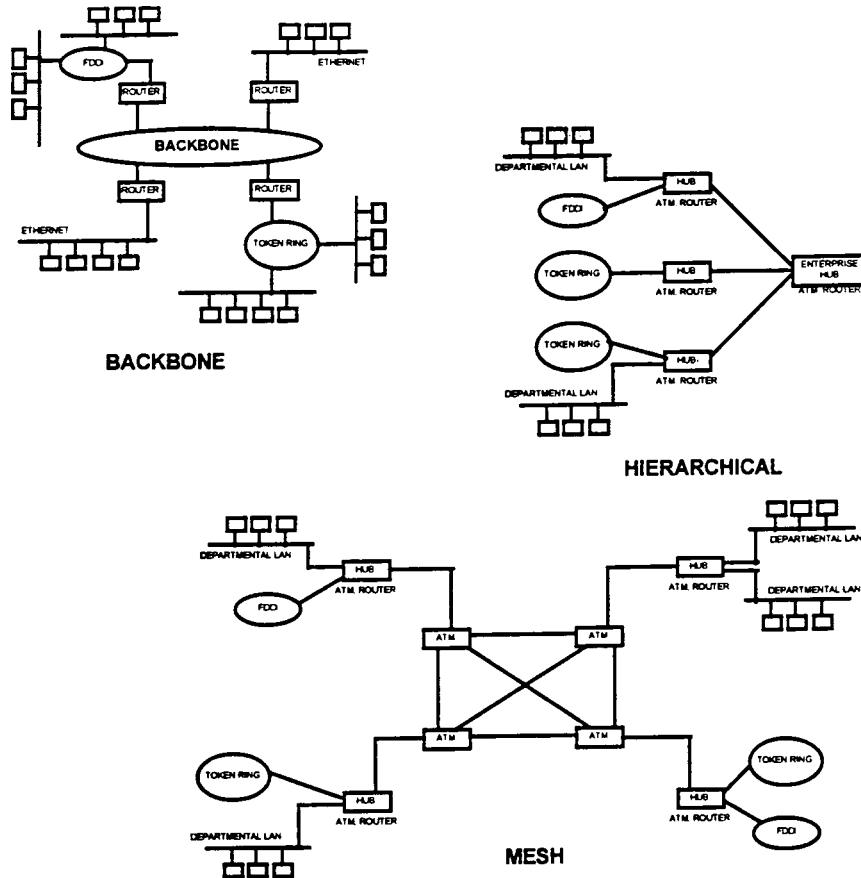 FDDI
ETHERNET
ROUTER
ROUTER
BACKBONE
ROUTER
ROUTER
ETHERNET
TOKEN RING
BACKBONE
DEPARTMENTAL LAN
HUB
ATM. ROUTER
FDDI
TOKEN RING
HUB
ATM. ROUTER
ENTERPRISE
HUB
ATM ROUTER
TOKEN RING
HUB
ATM. ROUTER
DEPARTMENTAL LAN
HIERARCHICAL
DEPARTMENTAL LAN
HUB
ATM. ROUTER
FDDI
HUB
ATM. ROUTER
DEPARTMENTAL LAN
DEPARTMENTAL LAN
ATM
ATM
ATM
ATM
TOKEN RING
HUB
ATM. ROUTER
DEPARTMENTAL LAN
TOKEN RING
HUB
ATM. ROUTER
FDDI
MESH